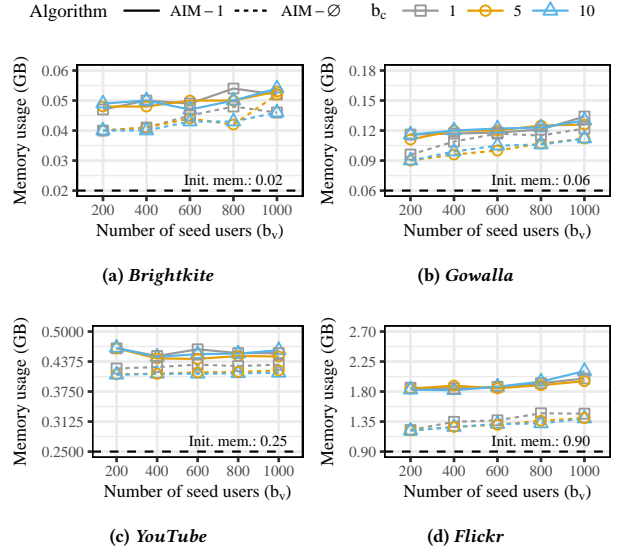 Algorithm AIM – 1 AIM – ∅ b_c 1 5 10
Memory usage (GB)
0.06
0.05
0.04
0.03
0.02
Init. mem.: 0.02
200 400 600 800 1000
Number of seed users (b_v)
(a) Brightkite
Memory usage (GB)
0.18
0.15
0.12
0.09
0.06
Init. mem.: 0.06
200 400 600 800 1000
Number of seed users (b_v)
(b) Gowalla
Memory usage (GB)
0.5000
0.4375
0.3750
0.3125
0.2500
Init. mem.: 0.25
200 400 600 800 1000
Number of seed users (b_v)
(c) YouTube
Memory usage (GB)
2.70
2.25
1.80
1.35
0.90
Init. mem.: 0.90
200 400 600 800 1000
Number of seed users (b_v)
(d) Flickr